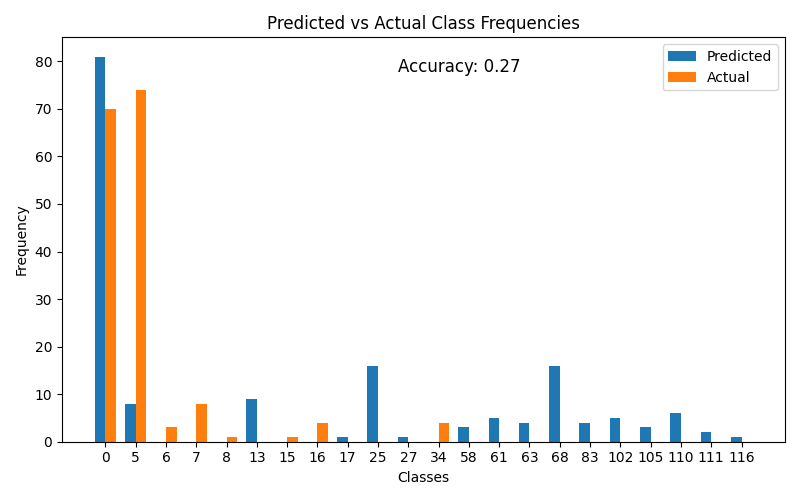 Predicted vs Actual Class Frequencies
Accuracy: 0.27
Predicted
Actual
Frequency
80
70
60
50
40
30
20
10
0
0 5 6 7 8 13 15 16 17 25 27 34 58 61 63 68 83 102 105 110 111 116
Classes